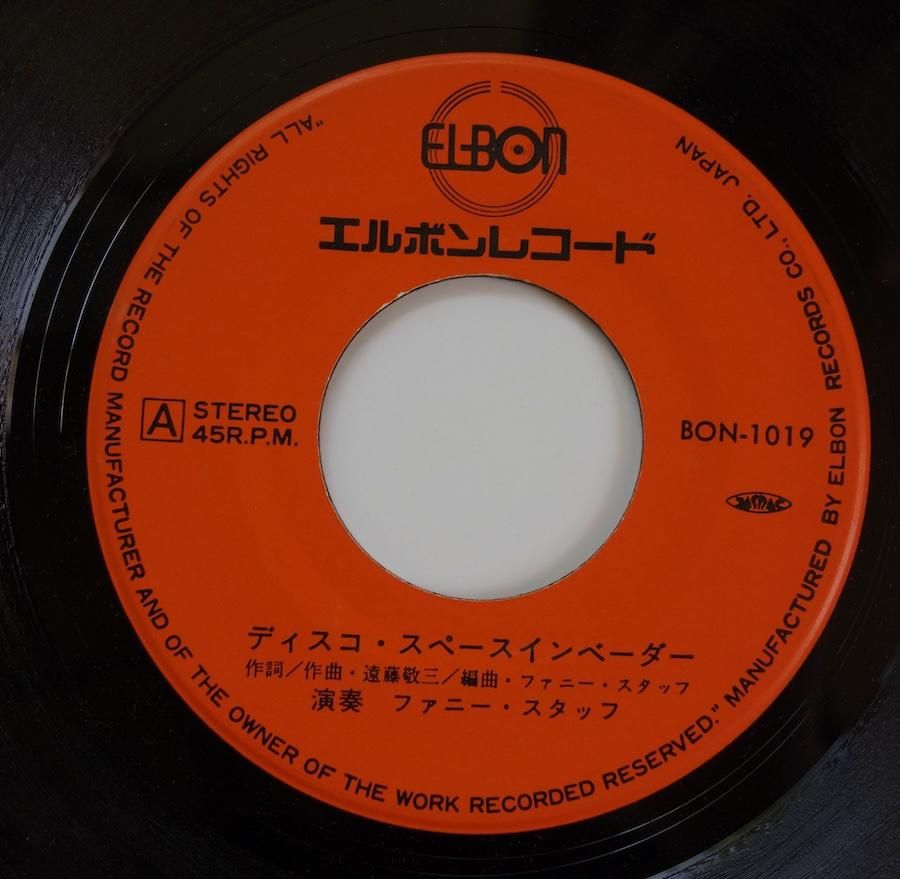 ELBON
エルボンレコード
A
STEREO
45R.P.M.
BON-1019
JASRAC
ディスコ・スペースインベーダー
作詞/作曲・遠藤敬三/編曲・ファニー・スタッフ
演奏 ファニー・スタッフ
"ALL RIGHTS OF THE RECORD MANUFACTURER AND OF THE OWNER OF THE WORK RECORDED RESERVED." MANUFACTURED BY ELBON RECORDS CO., LTD. JAPAN